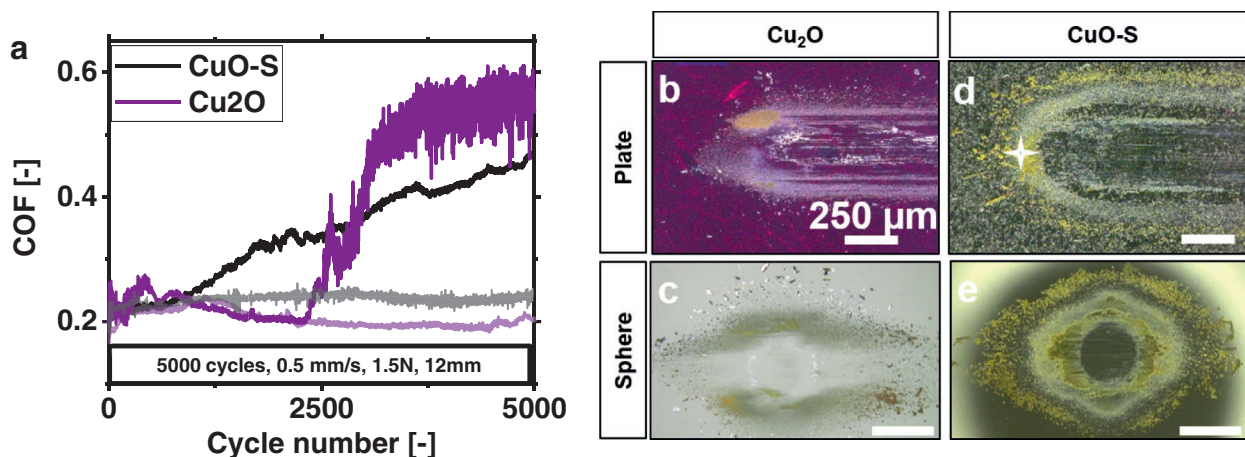 a
CuO-S
Cu2O
COF [-]
0.6
0.4
0.2
5000 cycles, 0.5 mm/s, 1.5N, 12mm
0
2500
5000
Cycle number [-]
Cu₂O
CuO-S
Plate
Sphere
b
250 µm
d
c
e